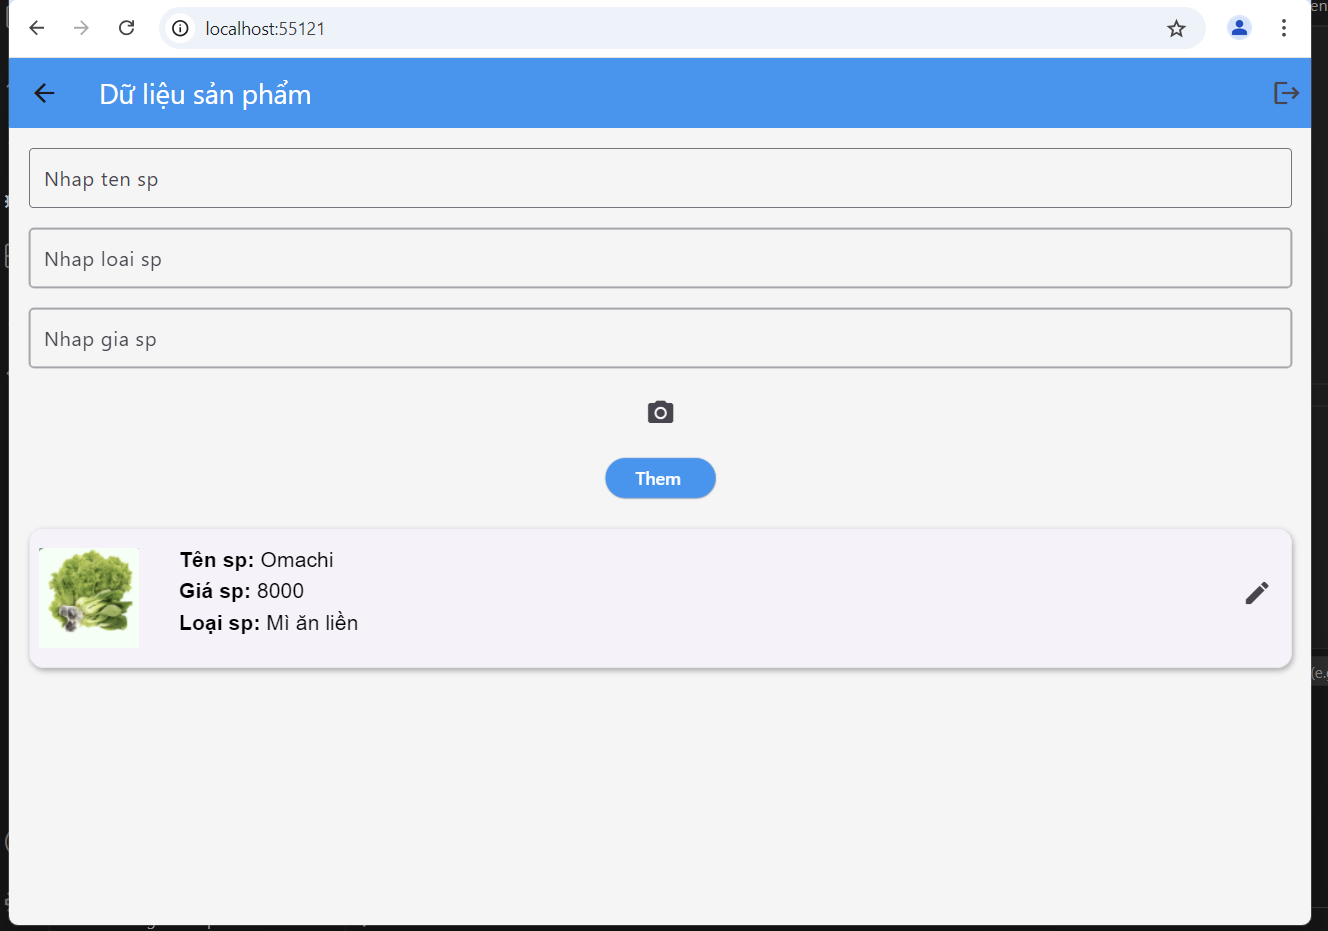 localhost:55121
Dữ liệu sản phẩm
Nhap ten sp
Nhap loai sp
Nhap gia sp
Them
Tên sp: Omachi
Giá sp: 8000
Loại sp: Mì ăn liền
(e.g